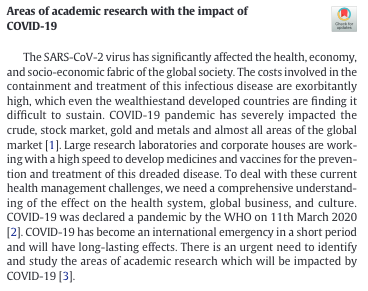 Areas of academic research with the impact of
COVID-19
Check for
updates
The SARS-CoV-2 virus has significantly affected the health, economy,
and socio-economic fabric of the global society. The costs involved in the
containment and treatment of this infectious disease are exorbitantly
high, which even the wealthiestand developed countries are finding it
difficult to sustain. COVID-19 pandemic has severely impacted the
crude, stock market, gold and metals and almost all areas of the global
market [1]. Large research laboratories and corporate houses are work-
ing with a high speed to develop medicines and vaccines for the preven-
tion and treatment of this dreaded disease. To deal with these current
health management challenges, we need a comprehensive understand-
ing of the effect on the health system, global business, and culture.
COVID-19 was declared a pandemic by the WHO on 11th March 2020
[2]. COVID-19 has become an international emergency in a short period
and will have long-lasting effects. There is an urgent need to identify
and study the areas of academic research which will be impacted by
COVID-19 [3].